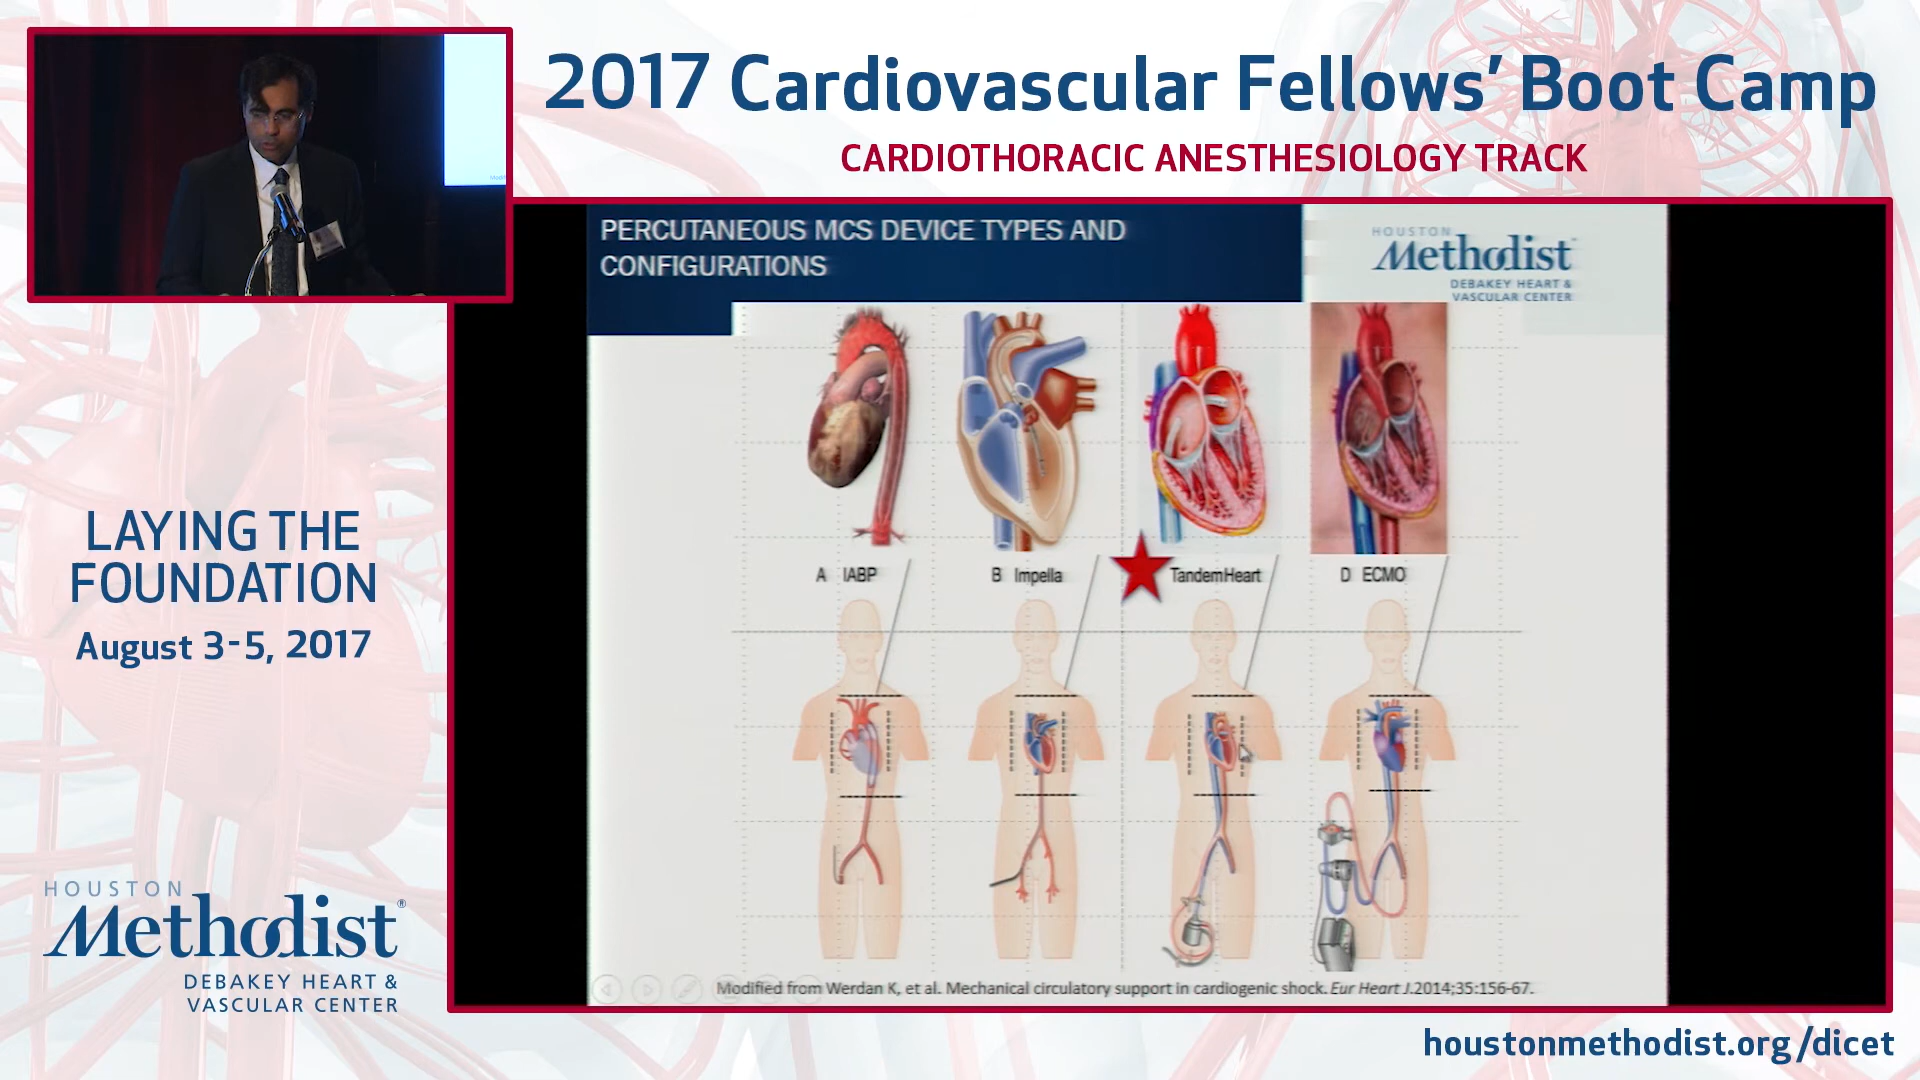 2017 Cardiovascular Fellows' Boot Camp
CARDIOTHORACIC ANESTHESIOLOGY TRACK
PERCUTANEOUS MCS DEVICE TYPES AND
CONFIGURATIONS
HOUSTON
Methodist
DEBAKEY HEART &
VASCULAR CENTER
A IABP
B Impella
TandemHeart
D ECMO
Modified from Werdan K, et al. Mechanical circulatory support in cardiogenic shock. Eur Heart J.2014;35:156-67.
LAYING THE
FOUNDATION
August 3-5, 2017
HOUSTON
Methodist®
DEBAKEY HEART &
VASCULAR CENTER
houstonmethodist.org/dicet